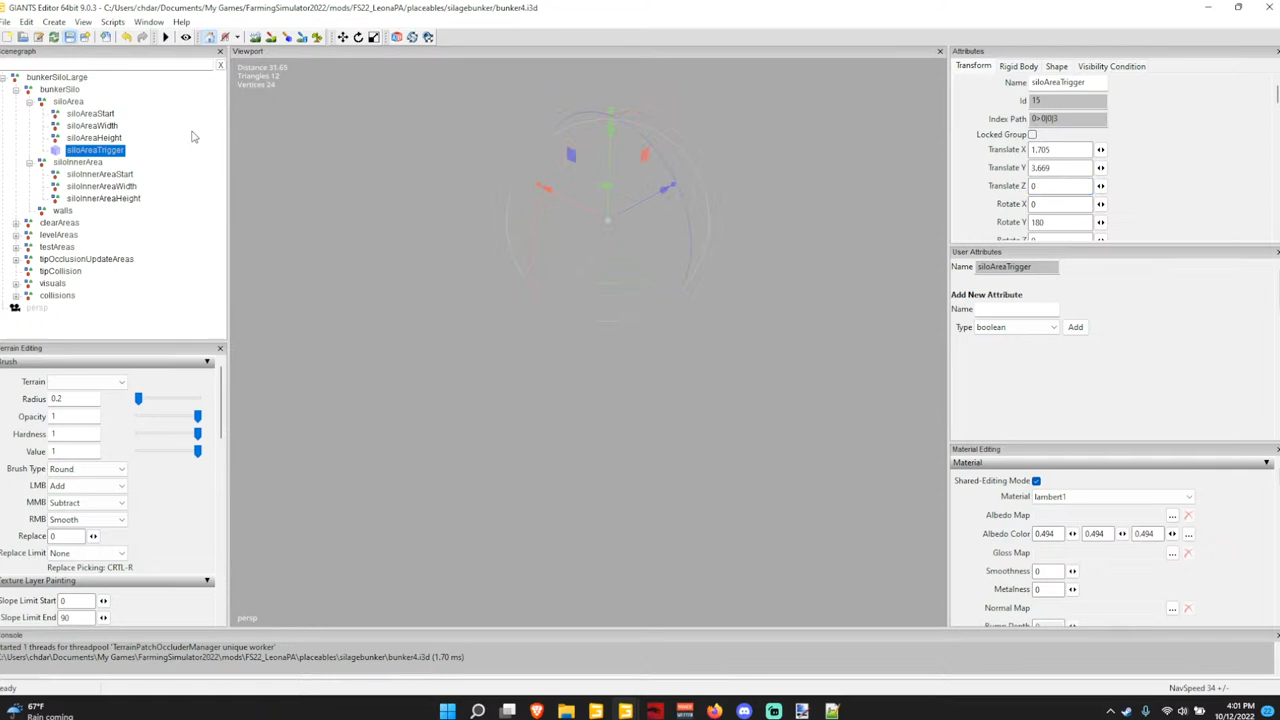 GIANTS Editor 64bit 9.0.3 - C:/Users/chdar/Documents/My Games/FarmingSimulator2022/mods/FS22_LeonaPA/placeables/silagebunker/bunker4.i3d
File Edit Create View Scripts Window Help
Scenegraph
bunkerSiloLarge
bunkerSilo
siloArea
siloAreaStart
siloAreaWidth
siloAreaHeight
siloAreaTrigger
siloInnerArea
siloInnerAreaStart
siloInnerAreaWidth
siloInnerAreaHeight
walls
clearAreas
levelAreas
testAreas
tipOcclusionUpdateAreas
tipCollision
visuals
collisions
persp
Terrain Editing
Brush
Terrain
Radius 0.2
Opacity 1
Hardness 1
Value 1
Brush Type Round
LMB Add
MMB Subtract
RMB Smooth
Replace 0
Replace Limit None
Replace Picking: CRTL-R
Texture Layer Painting
Slope Limit Start 0
Slope Limit End 90
Viewport
Distance 31.65
Triangles 12
Vertices 24
persp
Attributes
Transform Rigid Body Shape Visibility Condition
Name siloAreaTrigger
Id 15
Index Path 0>0|0|3
Locked Group
Translate X 1.705
Translate Y 3.669
Translate Z 0
Rotate X 0
Rotate Y 180
User Attributes
Name siloAreaTrigger
Add New Attribute
Name
Type boolean Add
Material Editing
Material
Shared-Editing Mode
Material lambert1
Albedo Map ...
Albedo Color 0.494 0.494 0.494 ...
Gloss Map ...
Smoothness 0
Metalness 0
Normal Map ...
Console
started 1 threads for threadpool 'TerrainPatchOccluderManager unique worker'
C:\Users\chdar\Documents\My Games\FarmingSimulator2022\mods\FS22_LeonaPA\placeables\silagebunker\bunker4.i3d (1.70 ms)
Ready
NavSpeed 34 +/-
67°F
Rain coming
4:01 PM
10/12/2022